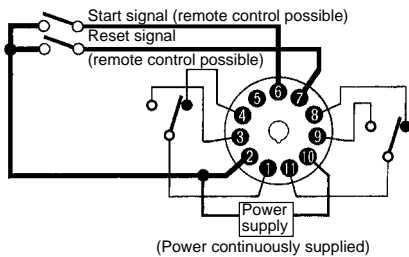 Start signal (remote control possible)
Reset signal
(remote control possible)
6
5
7
4
8
3
9
2
10
1
11
Power
supply
(Power continuously supplied)